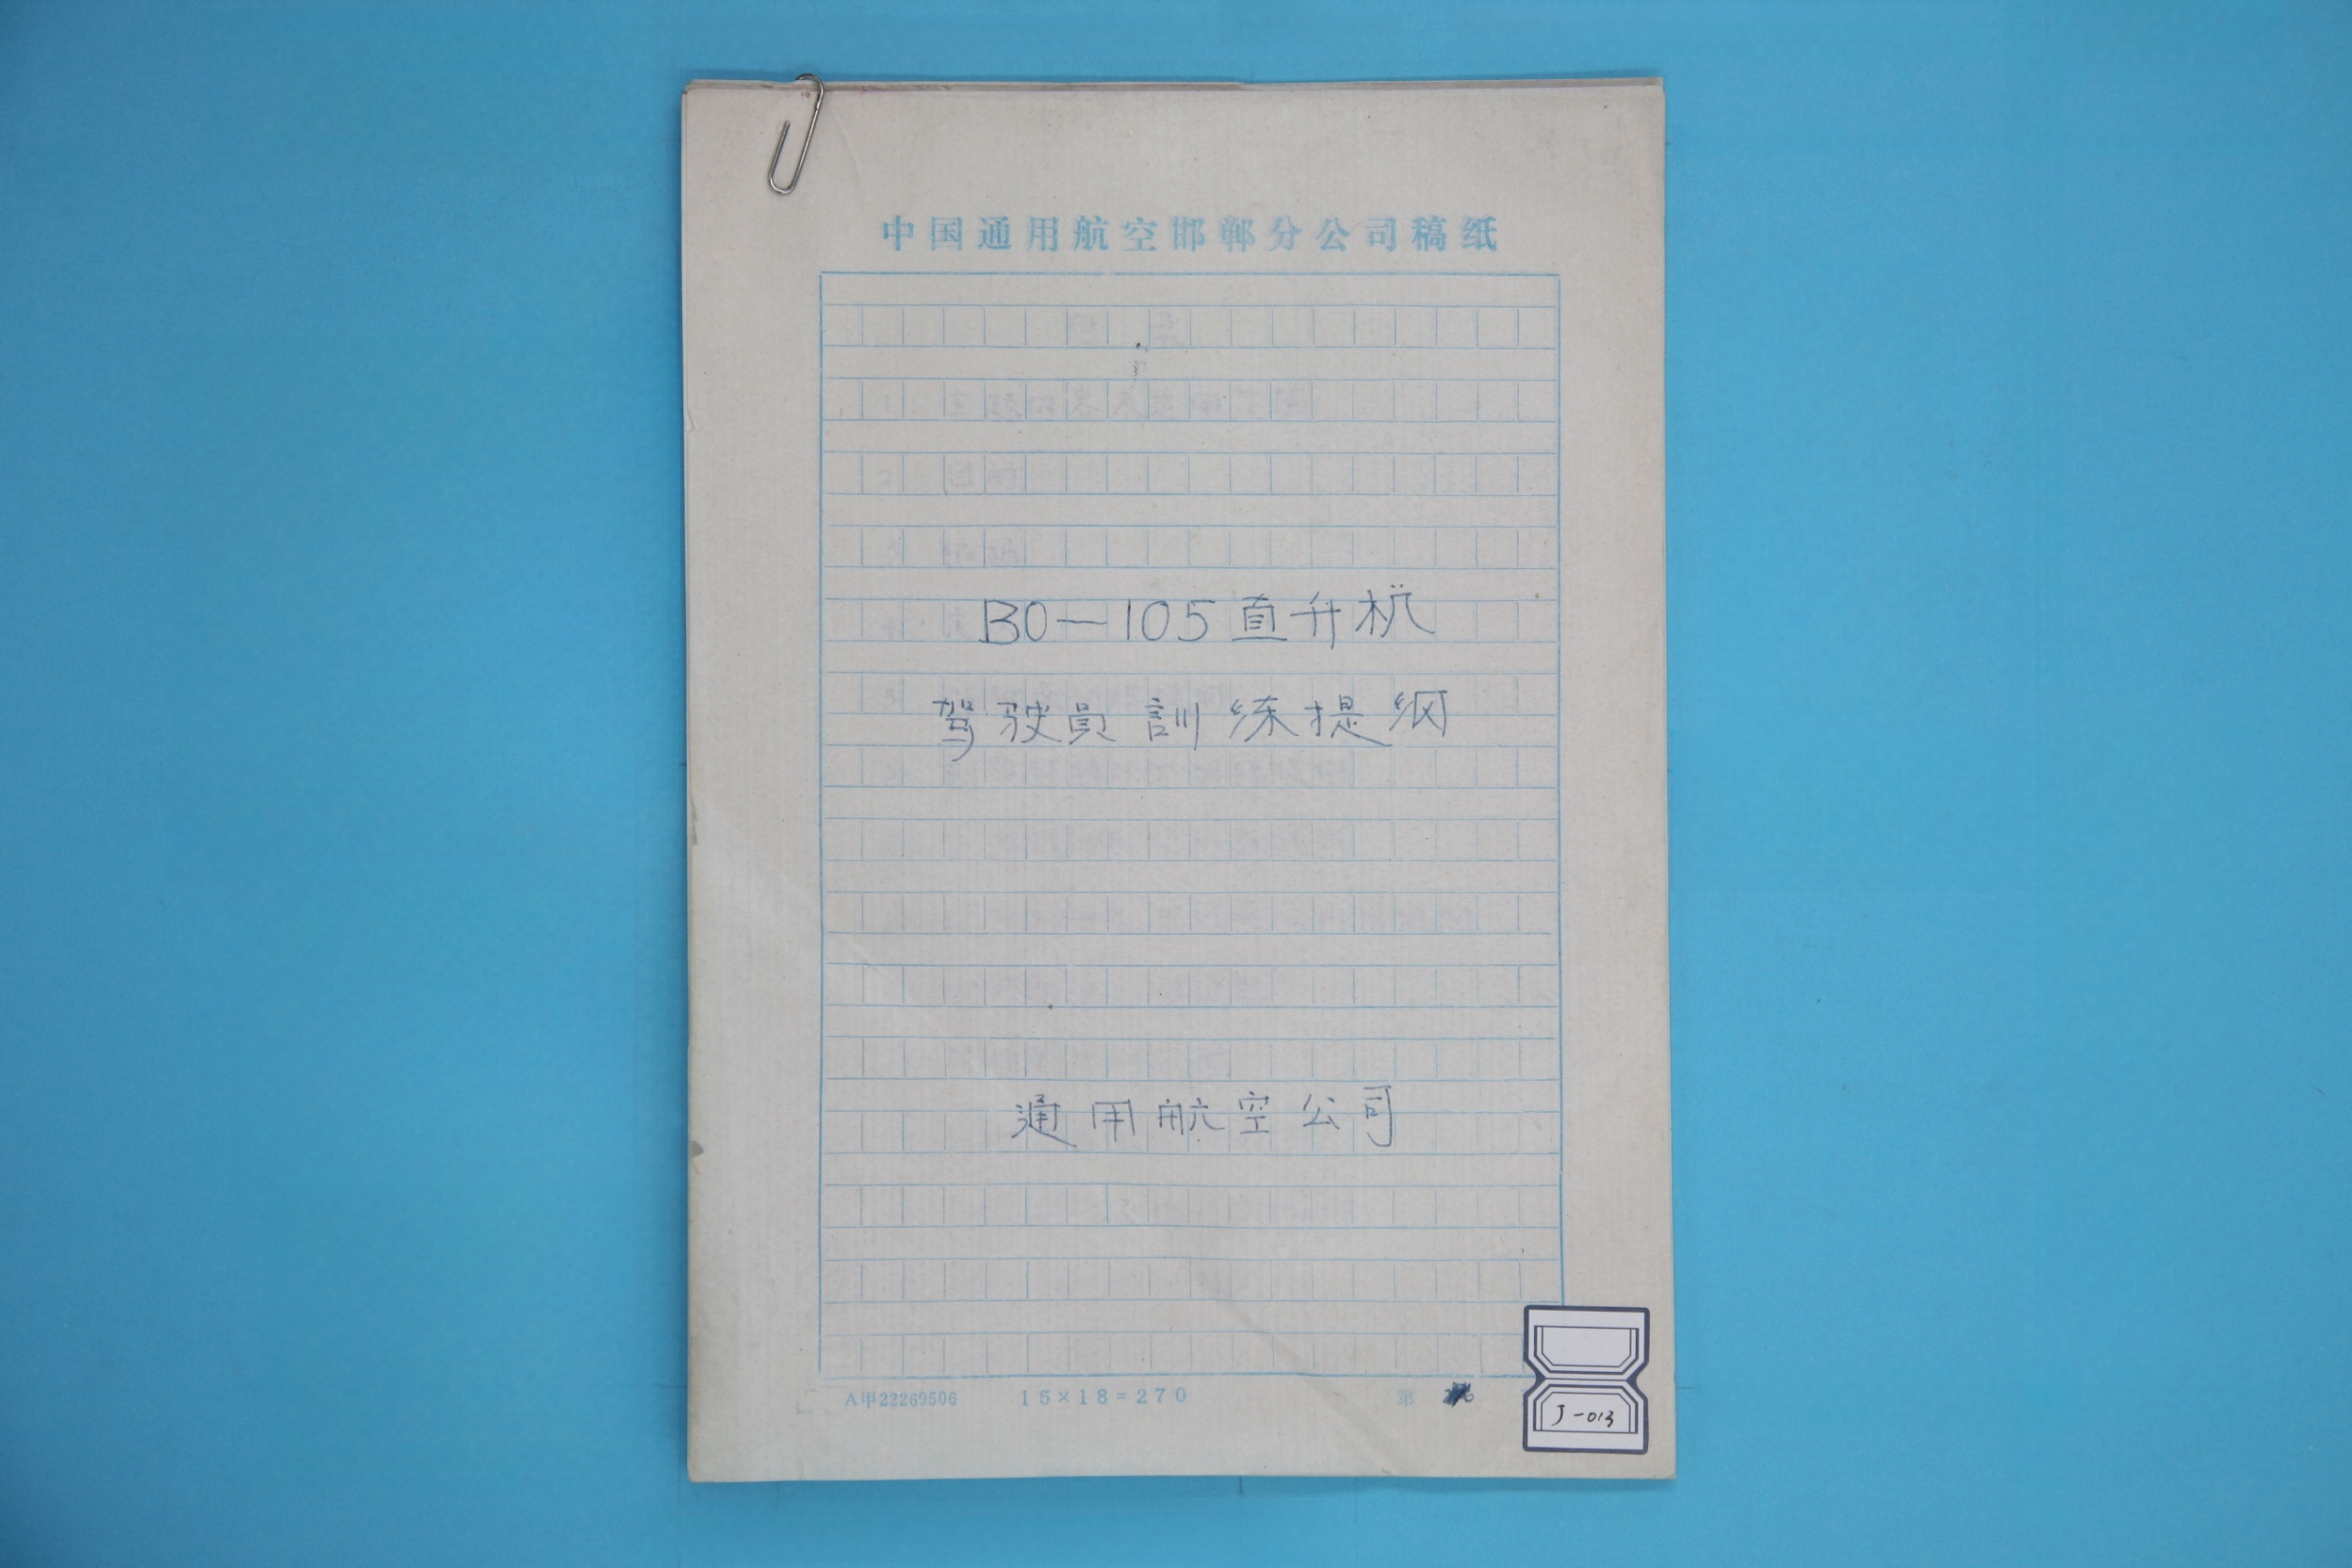 中国通用航空邯郸分公司稿纸
BO—105直升机
驾驶员訓练提纲
通用航空公司
A甲22269506 15×18=270 第
J-013